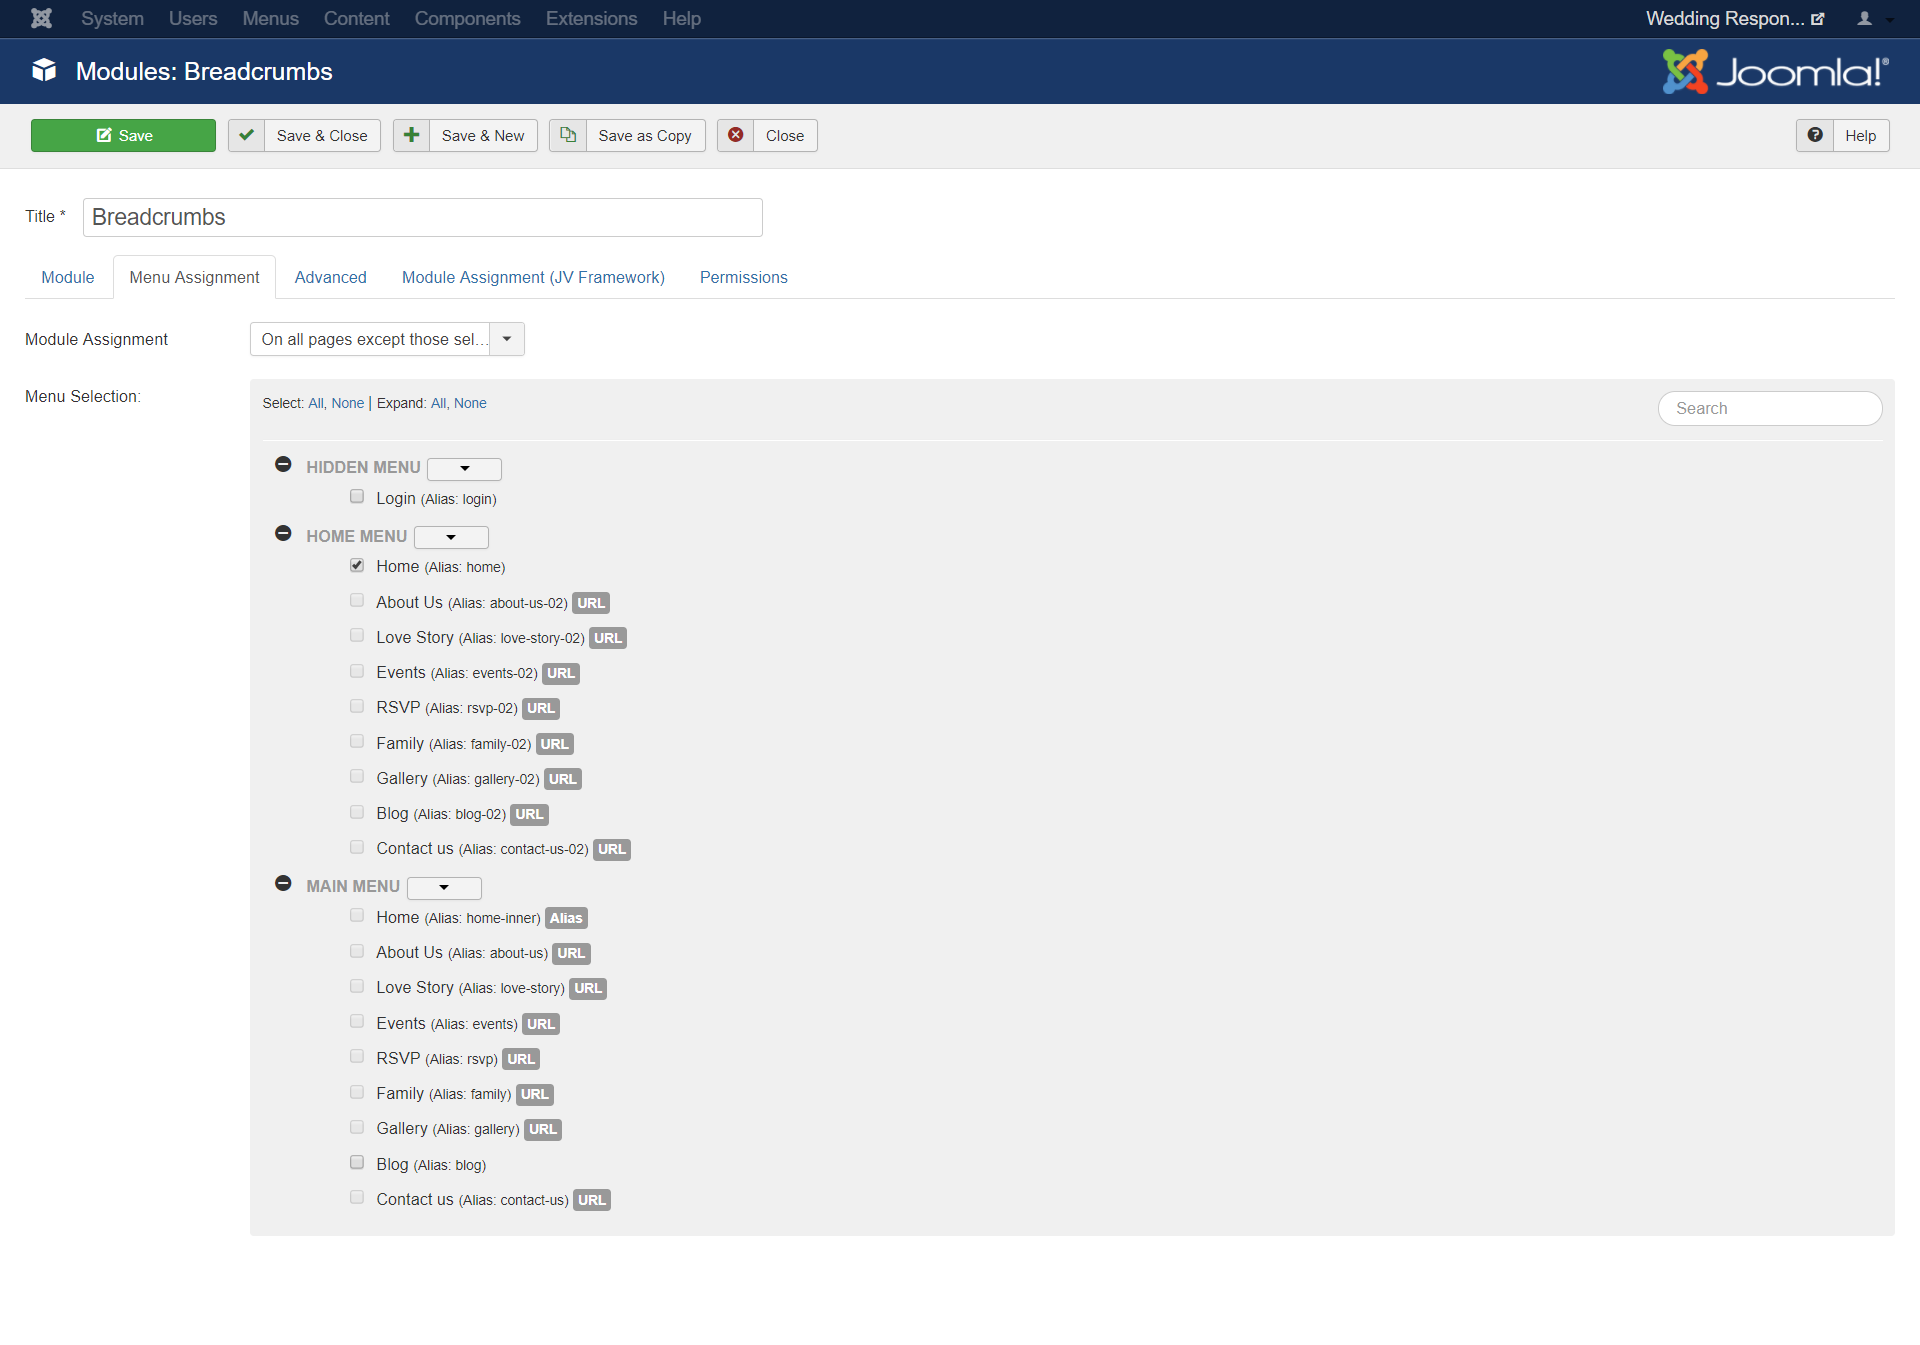 System Users Menus Content Components Extensions Help Wedding Respon...
Modules: Breadcrumbs Joomla!®
Save Save & Close Save & New Save as Copy Close Help
Title * Breadcrumbs
Module Menu Assignment Advanced Module Assignment (JV Framework) Permissions
Module Assignment On all pages except those sel...
Menu Selection: Select: All, None | Expand: All, None Search
HIDDEN MENU
Login (Alias: login)
HOME MENU
Home (Alias: home)
About Us (Alias: about-us-02) URL
Love Story (Alias: love-story-02) URL
Events (Alias: events-02) URL
RSVP (Alias: rsvp-02) URL
Family (Alias: family-02) URL
Gallery (Alias: gallery-02) URL
Blog (Alias: blog-02) URL
Contact us (Alias: contact-us-02) URL
MAIN MENU
Home (Alias: home-inner) Alias
About Us (Alias: about-us) URL
Love Story (Alias: love-story) URL
Events (Alias: events) URL
RSVP (Alias: rsvp) URL
Family (Alias: family) URL
Gallery (Alias: gallery) URL
Blog (Alias: blog)
Contact us (Alias: contact-us) URL